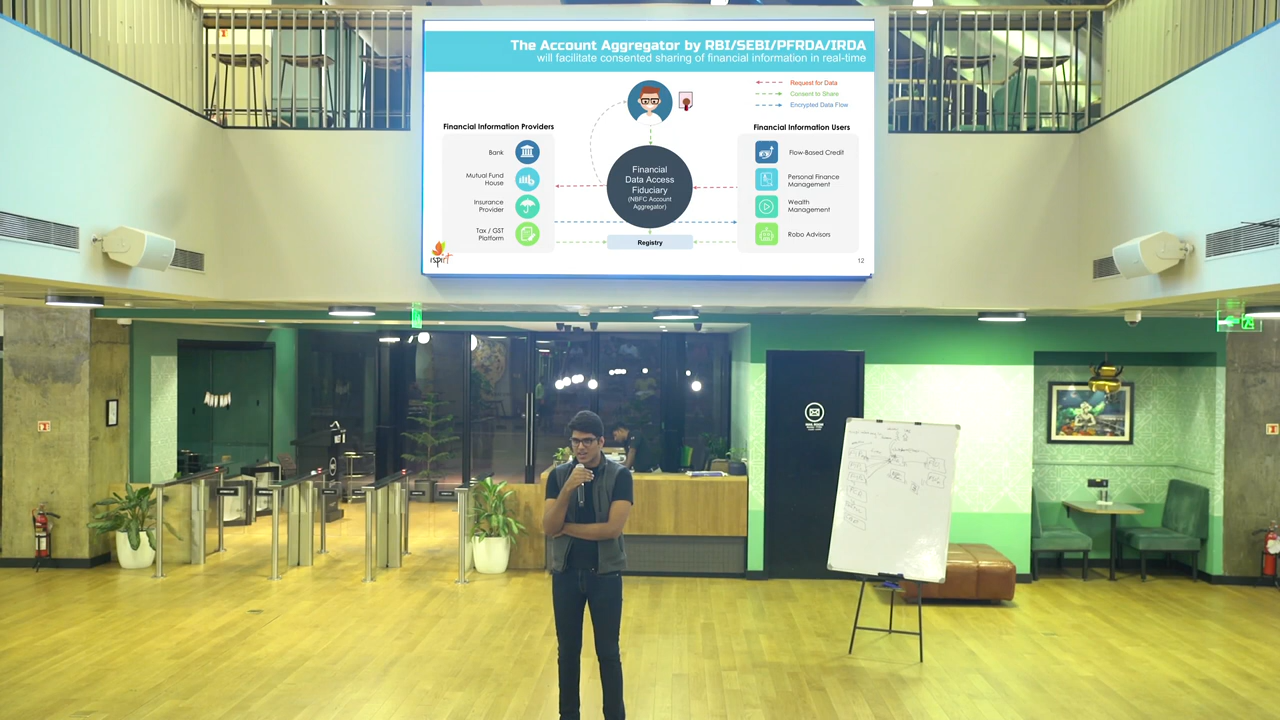 The Account Aggregator by RBI/SEBI/PFRDA/IRDA
will facilitate consented sharing of financial information in real-time
Request for Data
Consent to Share
Encrypted Data Flow
Financial Information Providers
Bank
Mutual Fund
House
Insurance
Provider
Tax / GST
Platform
Financial
Data Access
Fiduciary
(NBFC Account
Aggregator)
Registry
Financial Information Users
Flow-Based Credit
Personal Finance
Management
Wealth
Management
Robo Advisors
ispirt
12